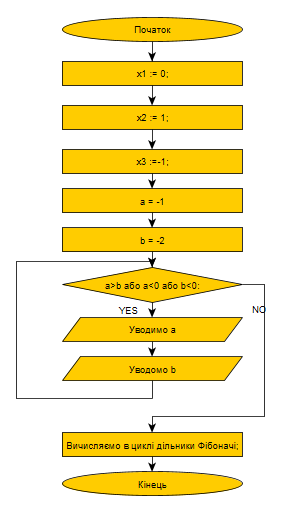 Початок
x1 := 0;
x2 := 1;
x3 :=-1;
a = -1
b = -2
a>b або a<0 або b<0;
YES
NO
Уводимо a
Уводомо b
Вичисляємо в циклі дільники Фібоначі;
Кінець